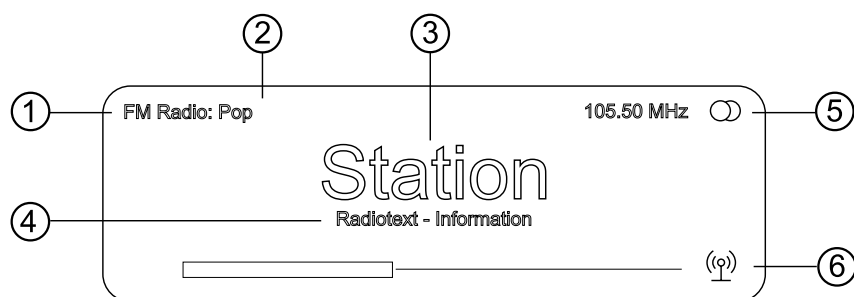 2 3
1 FM Radio: Pop 105.50 MHz 5
Station
4 Radiotext - Information
6